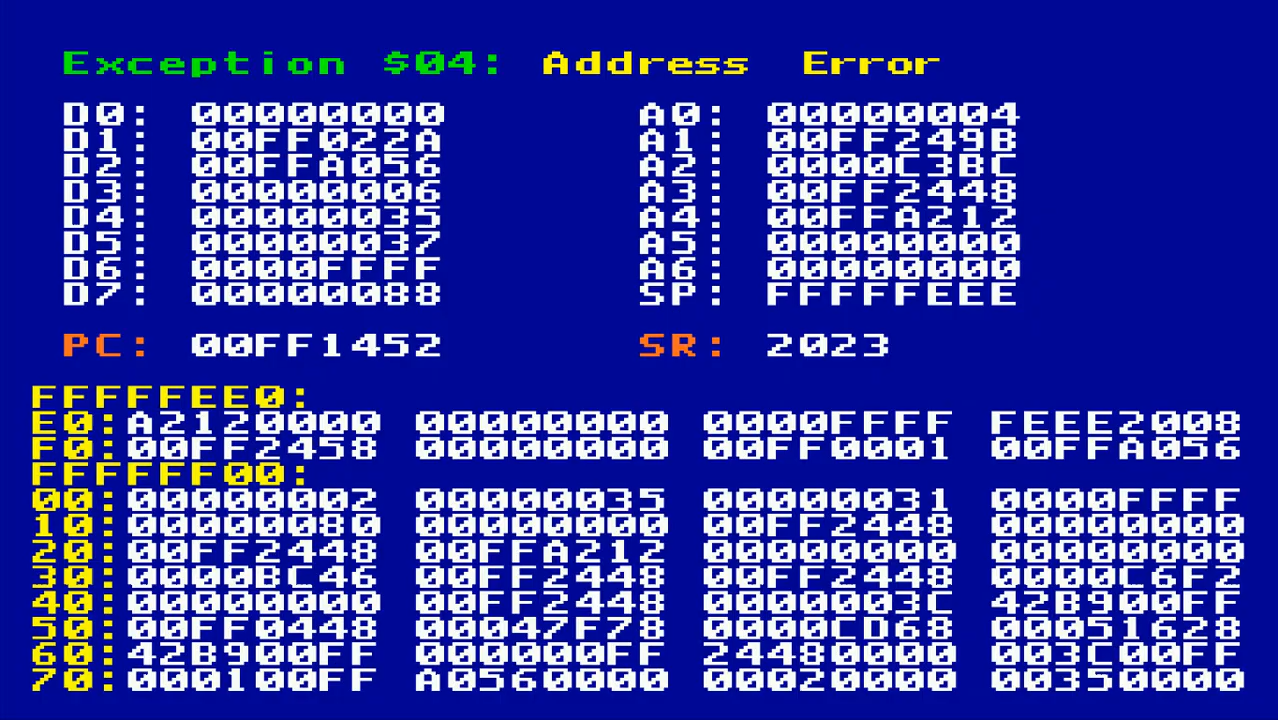 Exception $04: Address Error
D0: 00000000 A0: 00000004
D1: 00FF022A A1: 00FF249B
D2: 00FFA056 A2: 0000C3BC
D3: 00000006 A3: 00FF2448
D4: 00000035 A4: 00FFA212
D5: 00000037 A5: 00000000
D6: 0000FFFF A6: 00000000
D7: 00000088 SP: FFFFFEEE
PC: 00FF1452 SR: 2023
FFFFFEE0:
E0:A2120000 00000000 0000FFFF FEEE2008
F0:00FF2458 00000000 00FF0001 00FFA056
FFFFFF00:
00:00000002 00000035 00000031 0000FFFF
10:00000080 00000000 00FF2448 00000000
20:00FF2448 00FFA212 00000000 00000000
30:0000BC46 00FF2448 00FF2448 0000C6F2
40:00000000 00FF2448 0000003C 42B900FF
50:00FF0448 00047F78 0000CD68 00051628
60:42B900FF 000000FF 24480000 003C00FF
70:000100FF A0560000 00020000 00350000